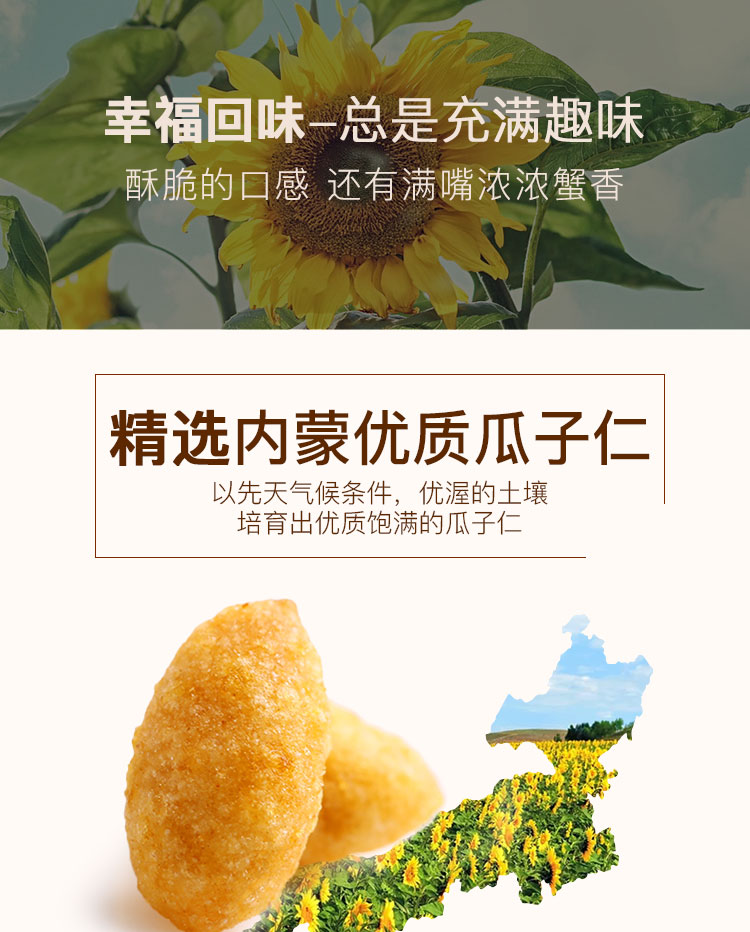 幸福回味–总是充满趣味
酥脆的口感 还有满嘴浓浓蟹香
精选内蒙优质瓜子仁
以先天气候条件，优渥的土壤
培育出优质饱满的瓜子仁